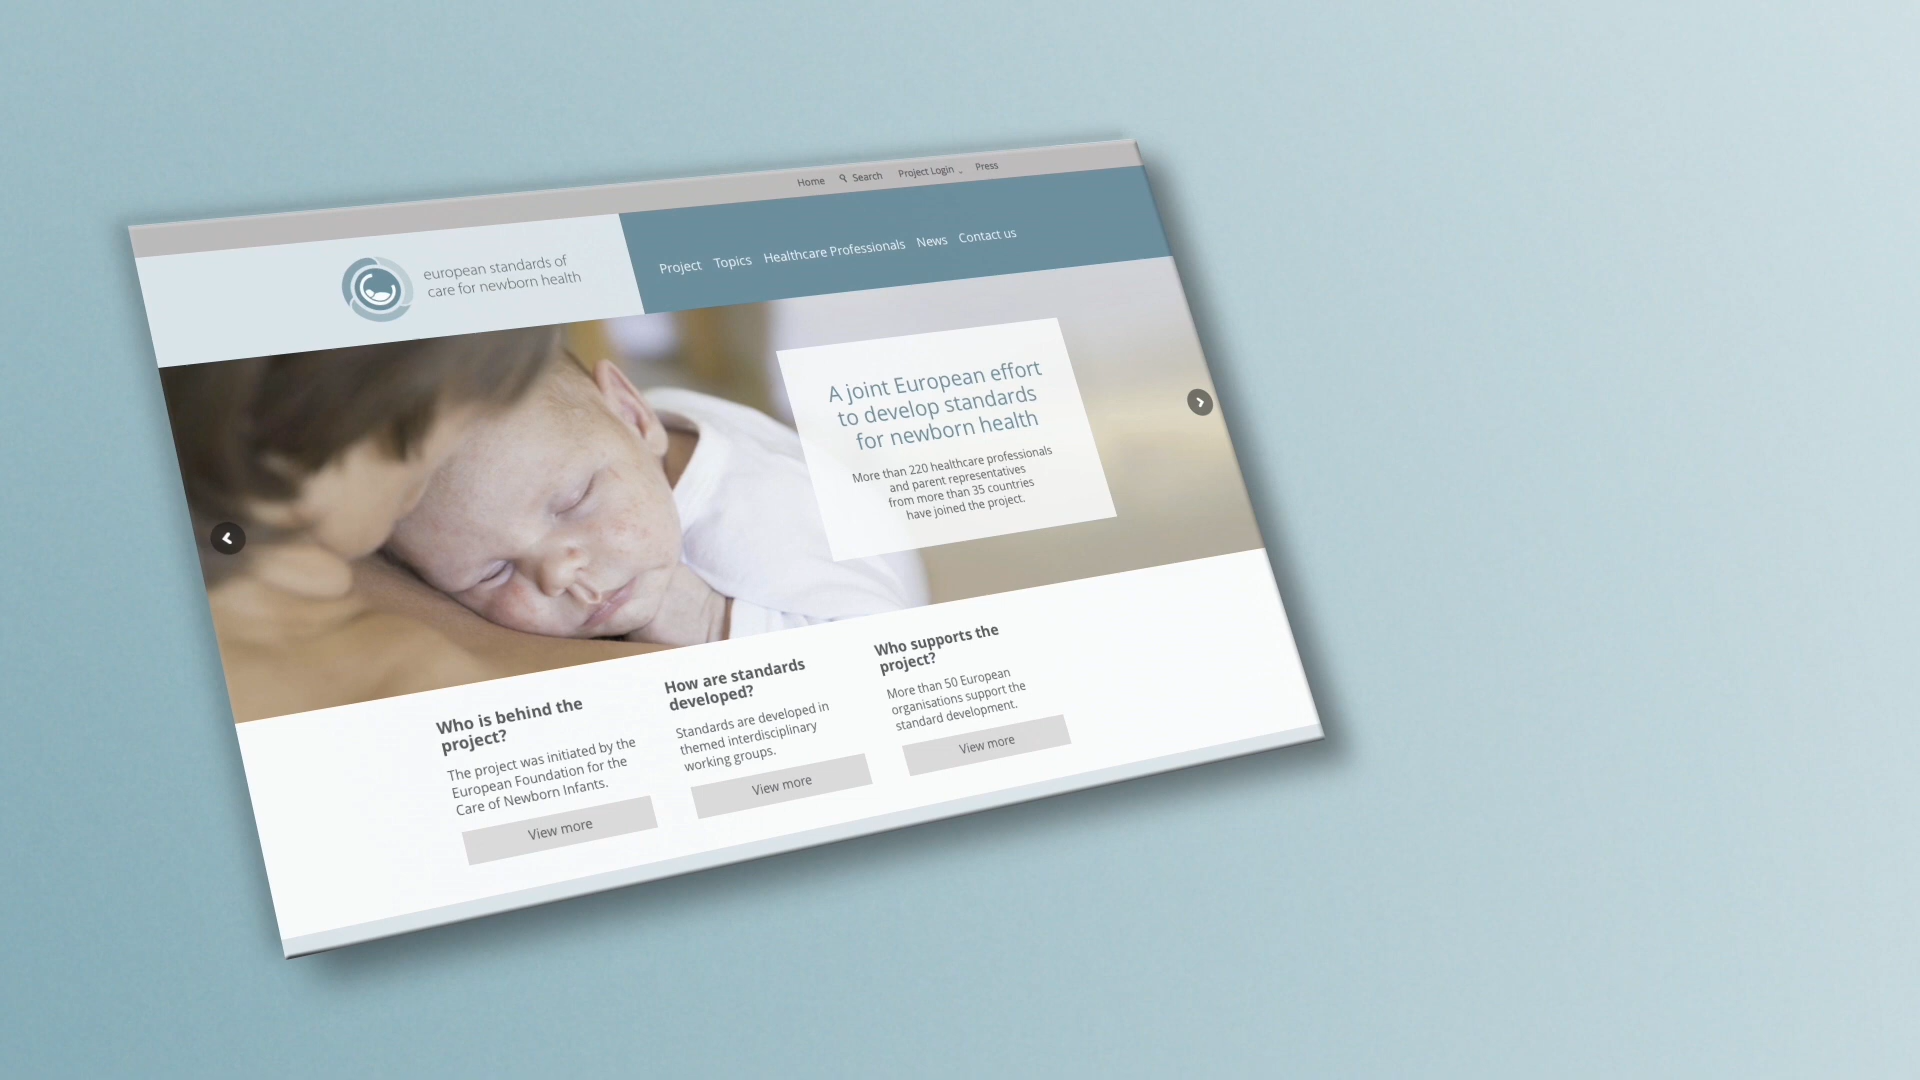 Home Search Project Login Press
european standards of
care for newborn health
Project Topics Healthcare Professionals News Contact us
A joint European effort
to develop standards
for newborn health
More than 220 healthcare professionals
and parent representatives
from more than 35 countries
have joined the project.
Who is behind the
project?
The project was initiated by the
European Foundation for the
Care of Newborn Infants.
View more
How are standards
developed?
Standards are developed in
themed interdisciplinary
working groups.
View more
Who supports the
project?
More than 50 European
organisations support the
standard development.
View more